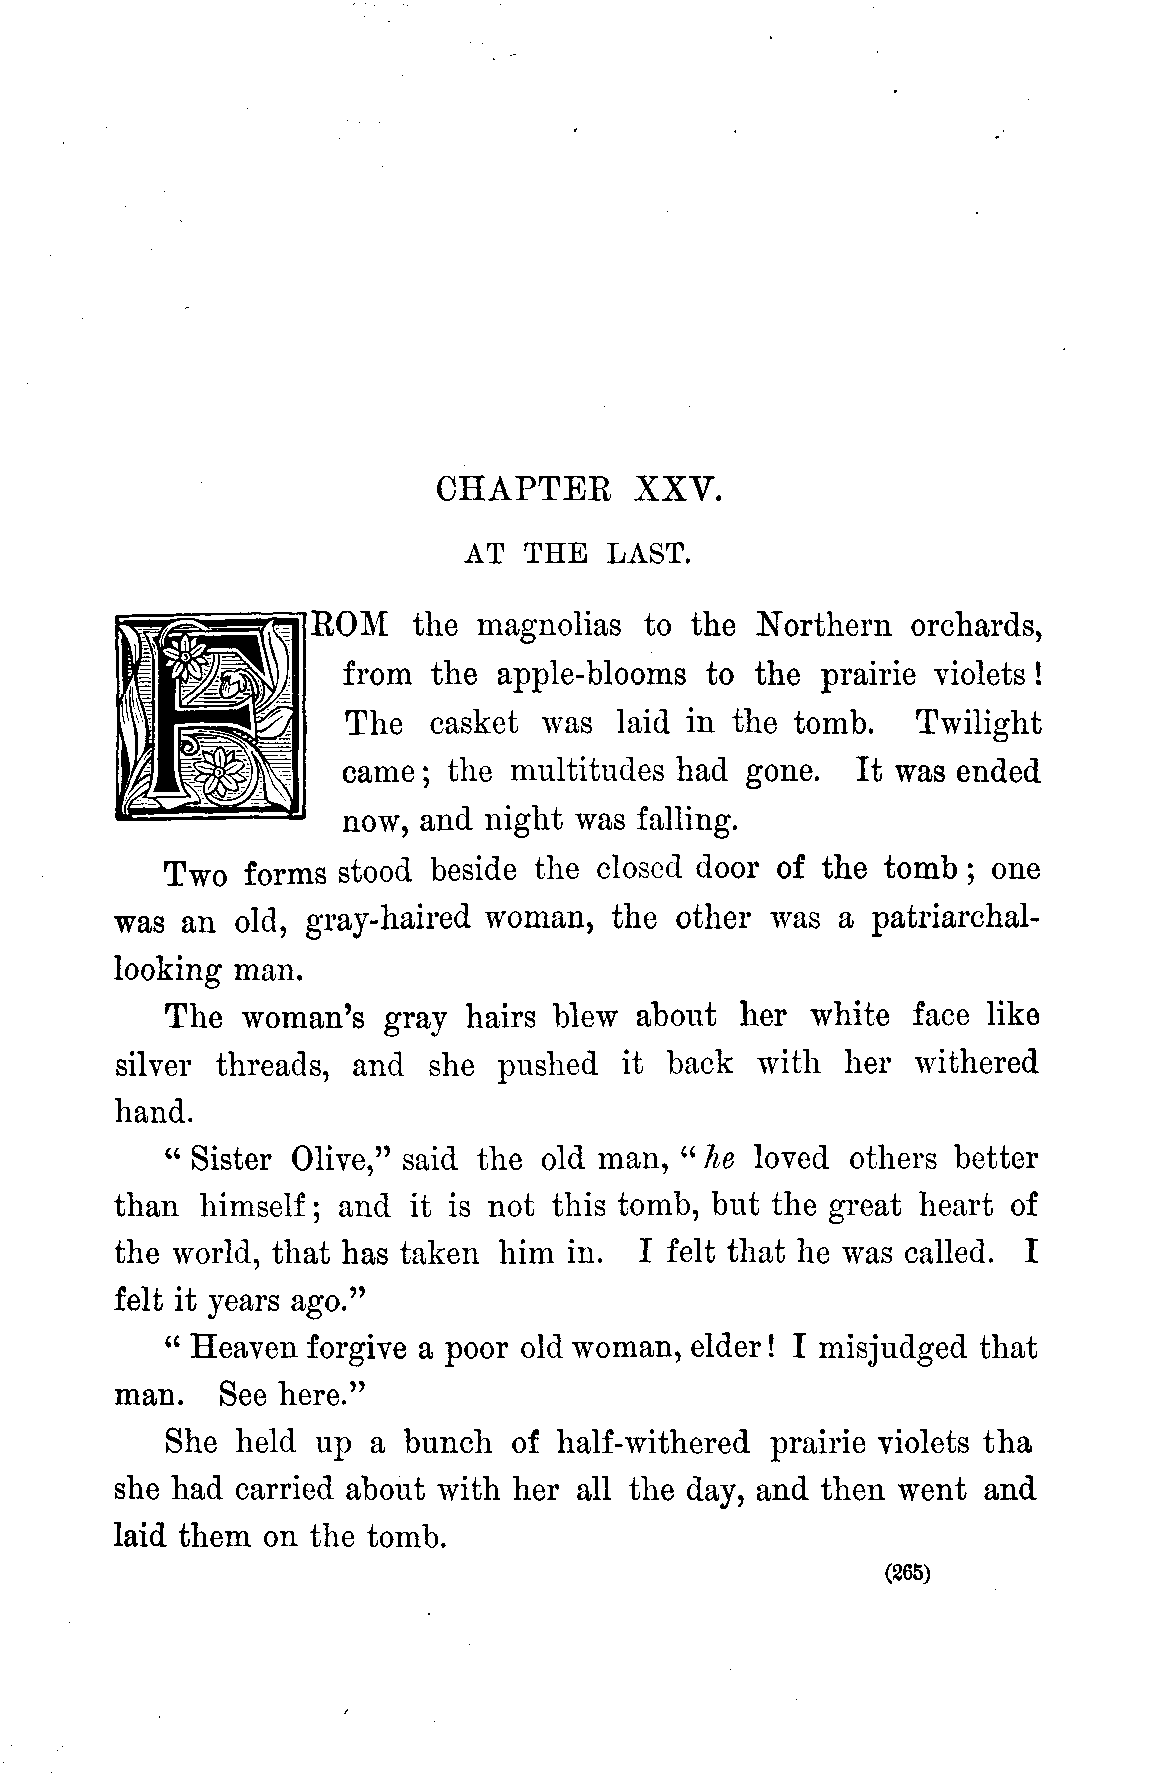 CHAPTER XXV.
AT THE LAST.
FROM the magnolias to the Northern orchards,
from the apple-blooms to the prairie violets!
The casket was laid in the tomb. Twilight
came; the multitudes had gone. It was ended
now, and night was falling.
Two forms stood beside the closed door of the tomb; one
was an old, gray-haired woman, the other was a patriarchal-
looking man.
The woman's gray hairs blew about her white face like
silver threads, and she pushed it back with her withered
hand.
"Sister Olive," said the old man, "he loved others better
than himself; and it is not this tomb, but the great heart of
the world, that has taken him in. I felt that he was called. I
felt it years ago."
"Heaven forgive a poor old woman, elder! I misjudged that
man. See here."
She held up a bunch of half-withered prairie violets tha
she had carried about with her all the day, and then went and
laid them on the tomb.
(265)